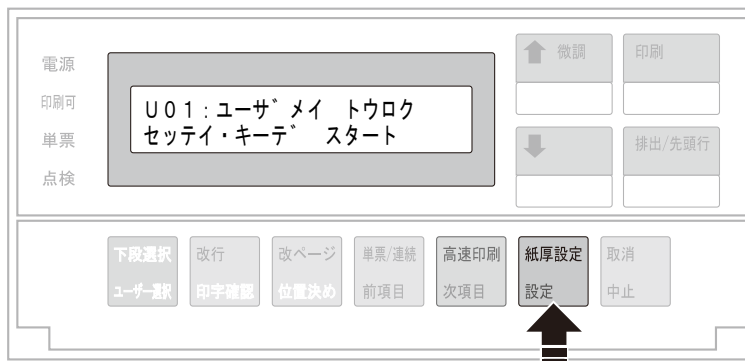 電源
印刷可
単票
点検
U01:ユーザ゛メイ トウロク
セッテイ・キーデ゛ スタート
微調
印刷
排出/先頭行
下段選択
ユーザー選択
改行
印字確認
改ページ
位置決め
単票/連続
前項目
高速印刷
次項目
紙厚設定
設定
取消
中止